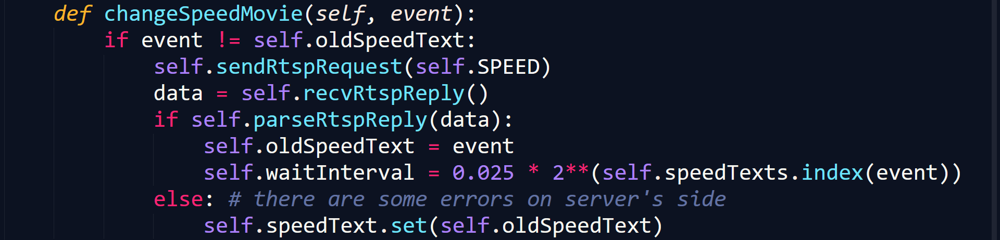 def changeSpeedMovie(self, event):
    if event != self.oldSpeedText:
        self.sendRtspRequest(self.SPEED)
        data = self.recvRtspReply()
        if self.parseRtspReply(data):
            self.oldSpeedText = event
            self.waitInterval = 0.025 * 2**(self.speedTexts.index(event))
        else: # there are some errors on server's side
            self.speedText.set(self.oldSpeedText)